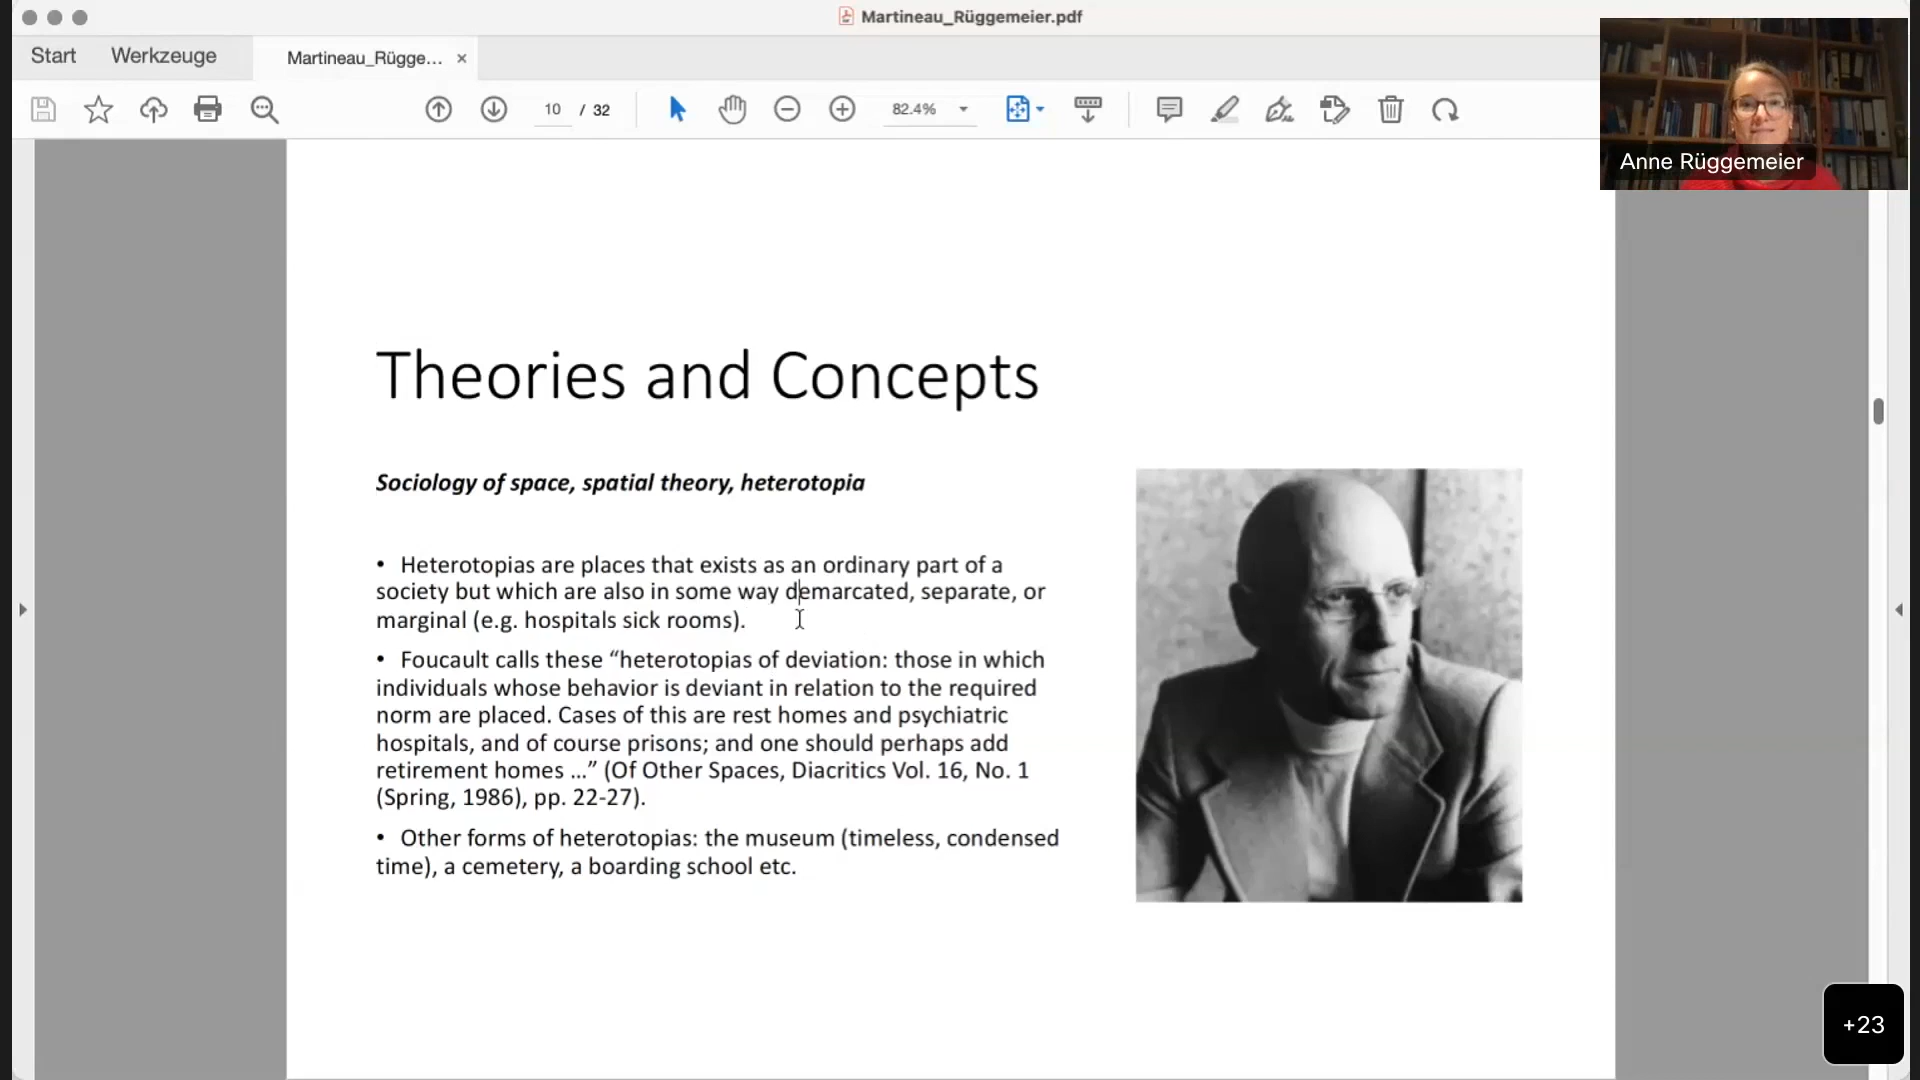 Martineau_Rüggemeier.pdf
Start
Werkzeuge
Martineau_Rügge...
10 / 32
82.4%
Anne Rüggemeier
Theories and Concepts
Sociology of space, spatial theory, heterotopia
• Heterotopias are places that exists as an ordinary part of a
society but which are also in some way demarcated, separate, or
marginal (e.g. hospitals sick rooms).
• Foucault calls these “heterotopias of deviation: those in which
individuals whose behavior is deviant in relation to the required
norm are placed. Cases of this are rest homes and psychiatric
hospitals, and of course prisons; and one should perhaps add
retirement homes …” (Of Other Spaces, Diacritics Vol. 16, No. 1
(Spring, 1986), pp. 22-27).
• Other forms of heterotopias: the museum (timeless, condensed
time), a cemetery, a boarding school etc.
+23